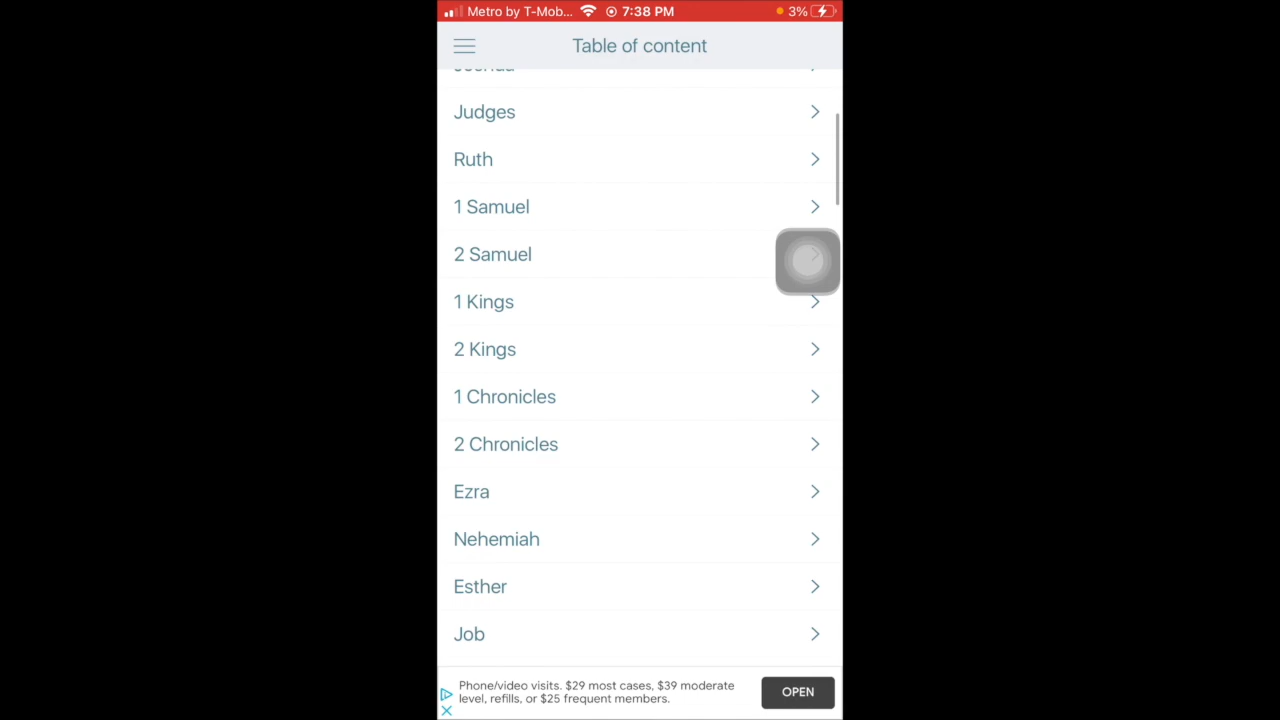 Metro by T-Mob... 7:38 PM 3%
Table of content
Joshua
Judges
Ruth
1 Samuel
2 Samuel
1 Kings
2 Kings
1 Chronicles
2 Chronicles
Ezra
Nehemiah
Esther
Job
Phone/video visits. $29 most cases, $39 moderate
level, refills, or $25 frequent members.
OPEN